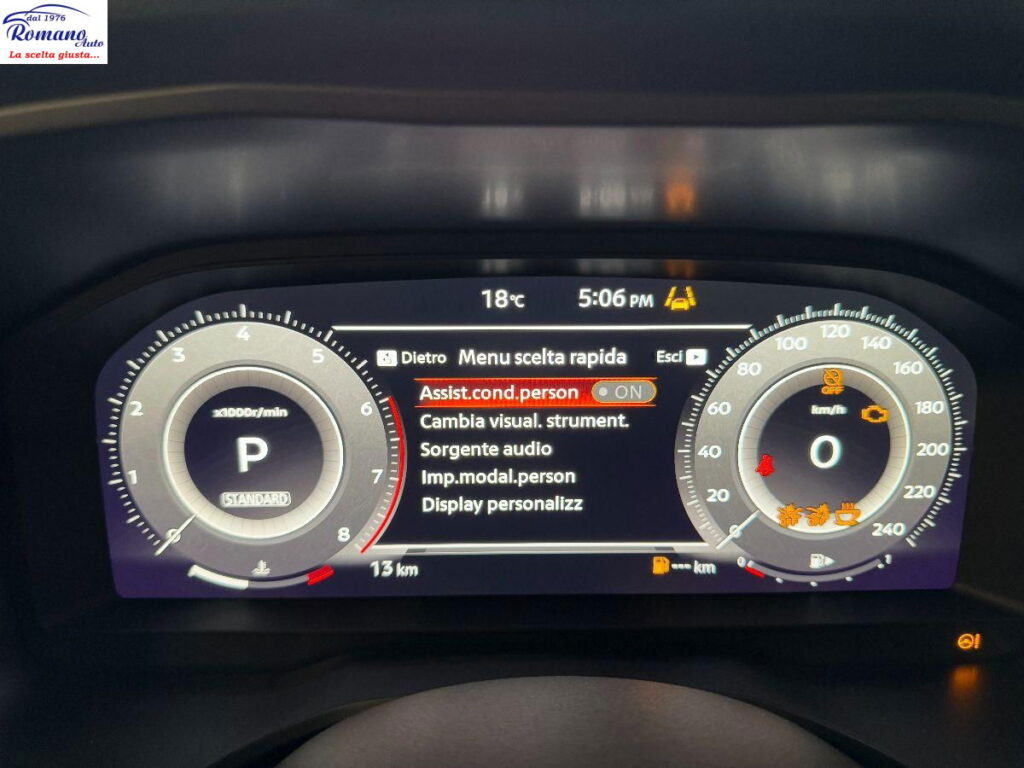 dal 1976
Romano
Auto
La scelta giusta...
18°C
5:06 PM
Dietro
Menu scelta rapida
Esci
Assist.cond.person
ON
Cambia visual. strument.
Sorgente audio
Imp.modal.person
Display personalizz
0
1
2
3
4
5
6
7
8
x1000r/min
P
STANDARD
0
20
40
60
80
100
120
140
160
180
200
220
240
OFF
km/h
0
13 km
--- km
0
1